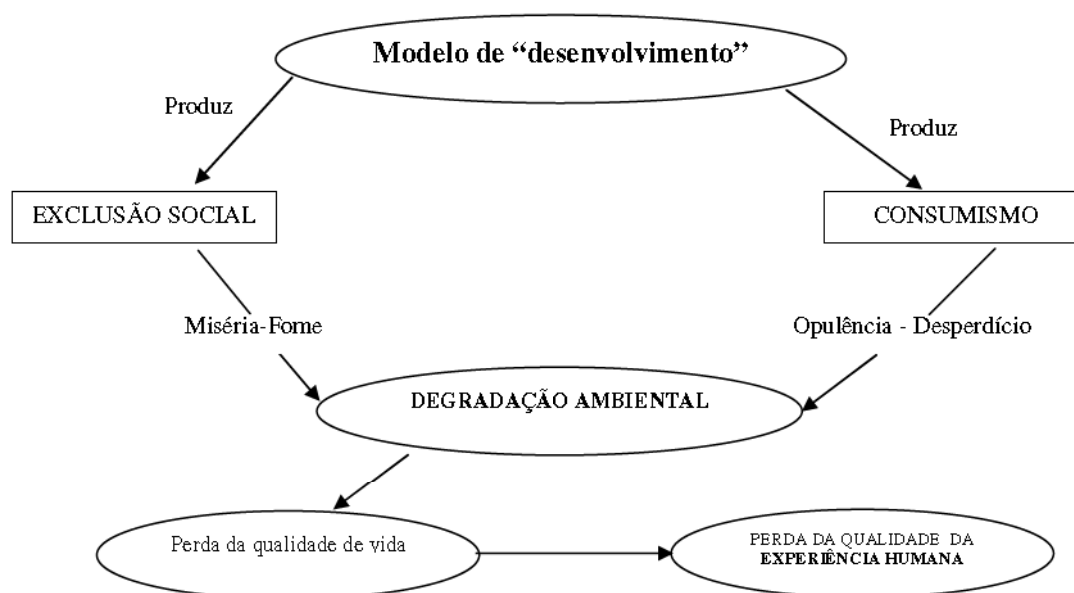 Modelo de “desenvolvimento”
Produz
Produz
EXCLUSÃO SOCIAL
CONSUMISMO
Miséria-Fome
Opulência - Desperdício
DEGRADAÇÃO AMBIENTAL
Perda da qualidade de vida
PERDA DA QUALIDADE DA
EXPERIÊNCIA HUMANA